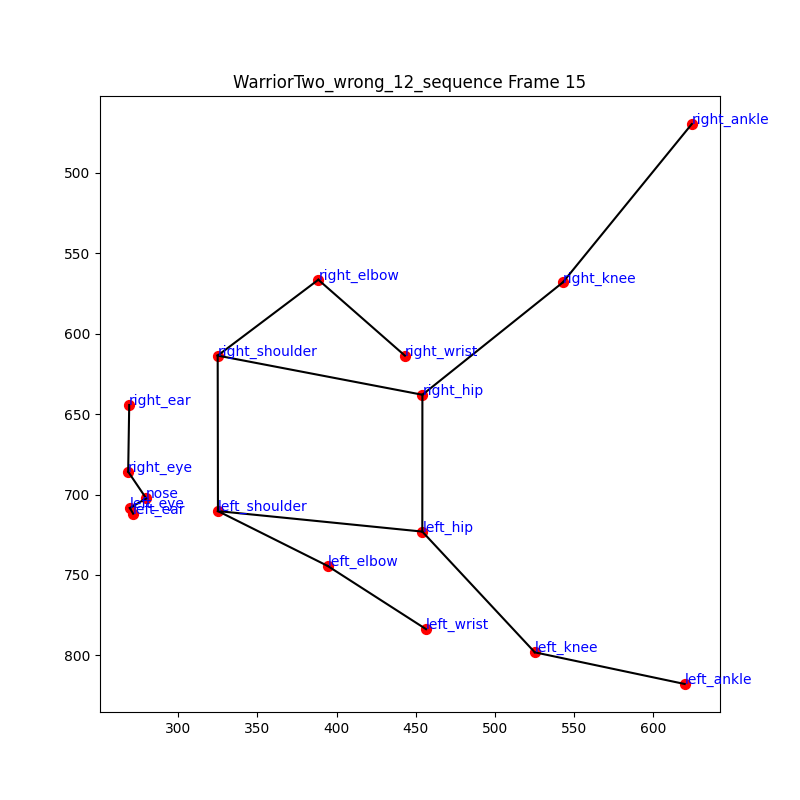 WarriorTwo_wrong_12_sequence Frame 15
right_ankle
500
550
right_elbow
right_knee
600
right_shoulder
right_wrist
right_hip
right_ear
650
right_eye
nose
700
left_eye
left_ear
left_shoulder
left_hip
750
left_elbow
left_wrist
left_knee
800
left_ankle
300 350 400 450 500 550 600